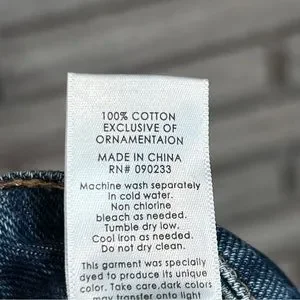 100% COTTON
EXCLUSIVE OF
ORNAMENTAION
MADE IN CHINA
RN# 090233
Machine wash separately
in cold water.
Non chlorine
bleach as needed.
Tumble dry low.
Cool iron as needed.
Do not dry clean.
This garment was specially
dyed to produce its unique
color. Take care,dark colors
may transfer onto light